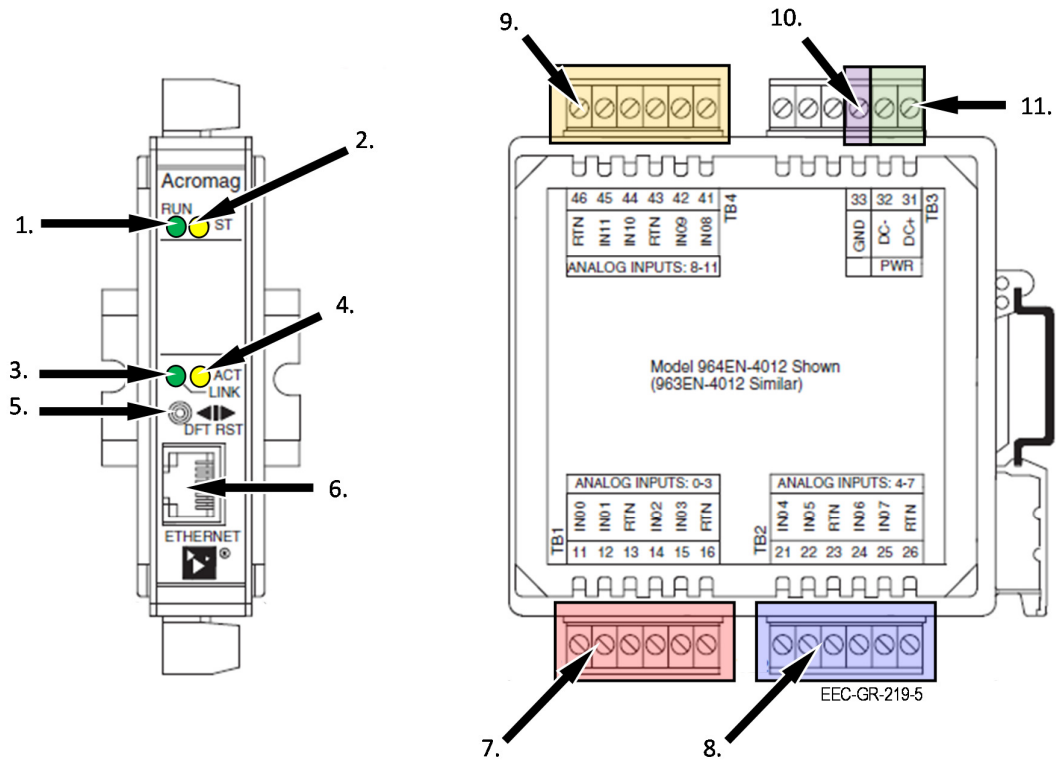 9.
10.
11.
2.
Acromag
RUN
1.
ST
46 45 44 43 42 41
RTN IN11 IN10 RTN IN09 IN08
TB4
ANALOG INPUTS: 8-11
33 32 31
GND DC- DC+
TB3
PWR
4.
3.
ACT
LINK
5.
DFT RST
6.
ETHERNET
®
Model 964EN-4012 Shown
(963EN-4012 Similar)
ANALOG INPUTS: 0-3
TB1
IN00 IN01 RTN IN02 IN03 RTN
11 12 13 14 15 16
ANALOG INPUTS: 4-7
TB2
IN04 IN05 RTN IN06 IN07 RTN
21 22 23 24 25 26
EEC-GR-219-5
7.
8.